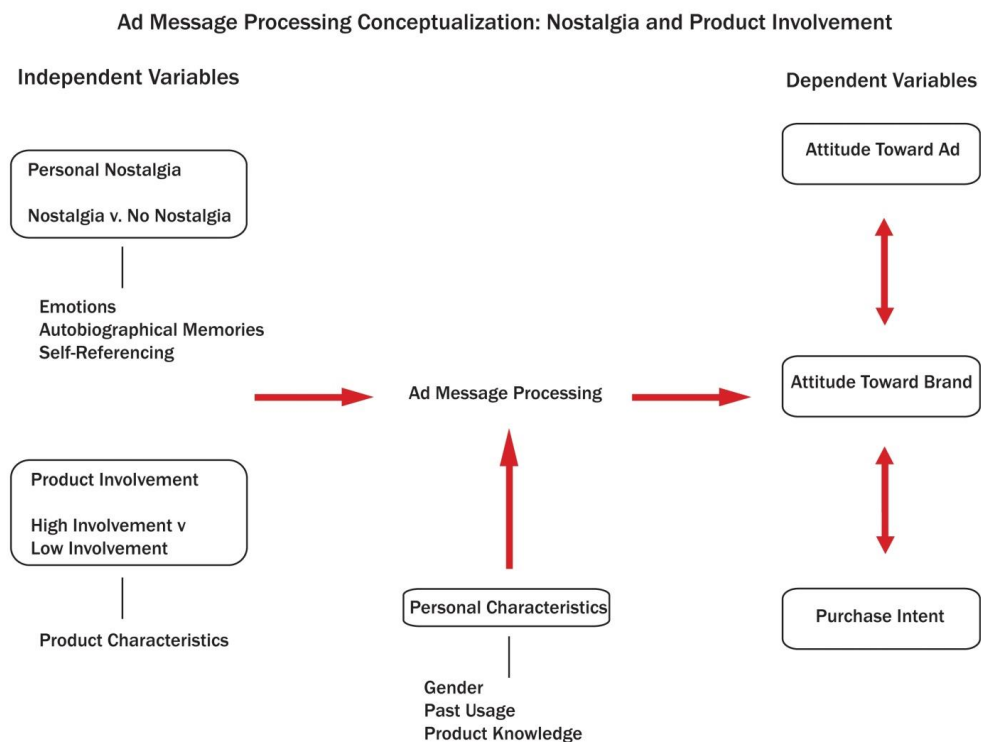 Ad Message Processing Conceptualization: Nostalgia and Product Involvement
Independent Variables
Dependent Variables
Personal Nostalgia
Nostalgia v. No Nostalgia
Emotions
Autobiographical Memories
Self-Referencing
Product Involvement
High Involvement v
Low Involvement
Product Characteristics
Ad Message Processing
Personal Characteristics
Gender
Past Usage
Product Knowledge
Attitude Toward Ad
Attitude Toward Brand
Purchase Intent